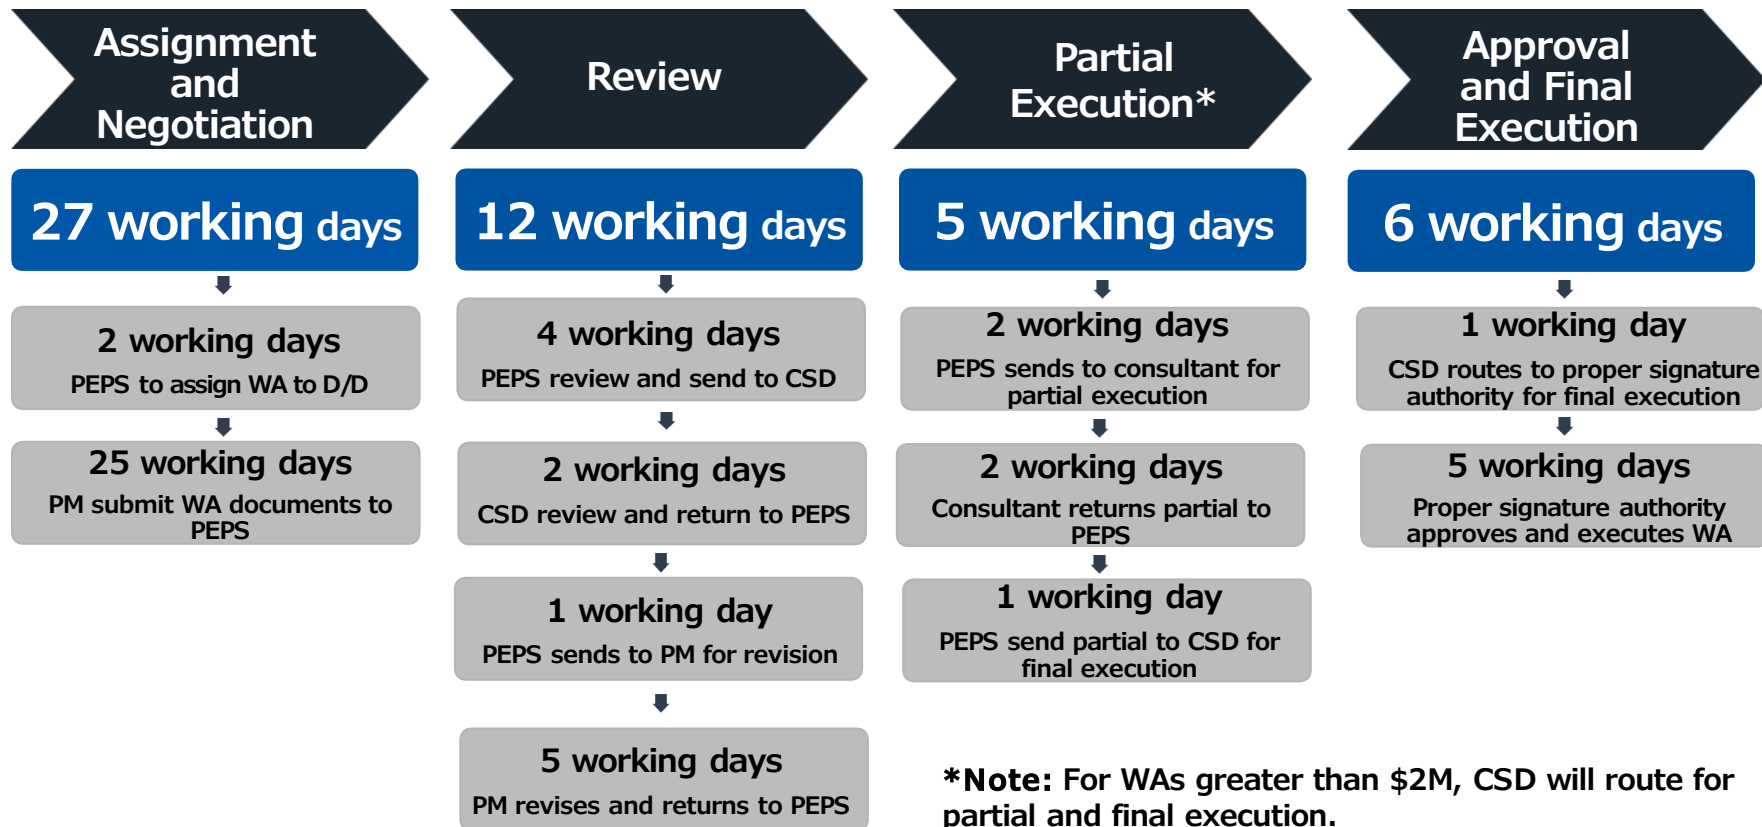 Assignment
and
Negotiation
27 working days
2 working days
PEPS to assign WA to D/D
25 working days
PM submit WA documents to
PEPS
Review
12 working days
4 working days
PEPS review and send to CSD
2 working days
CSD review and return to PEPS
1 working day
PEPS sends to PM for revision
5 working days
PM revises and returns to PEPS
Partial
Execution*
5 working days
2 working days
PEPS sends to consultant for
partial execution
2 working days
Consultant returns partial to
PEPS
1 working day
PEPS send partial to CSD for
final execution
Approval
and Final
Execution
6 working days
1 working day
CSD routes to proper signature
authority for final execution
5 working days
Proper signature authority
approves and executes WA
*Note: For WAs greater than $2M, CSD will route for
partial and final execution.